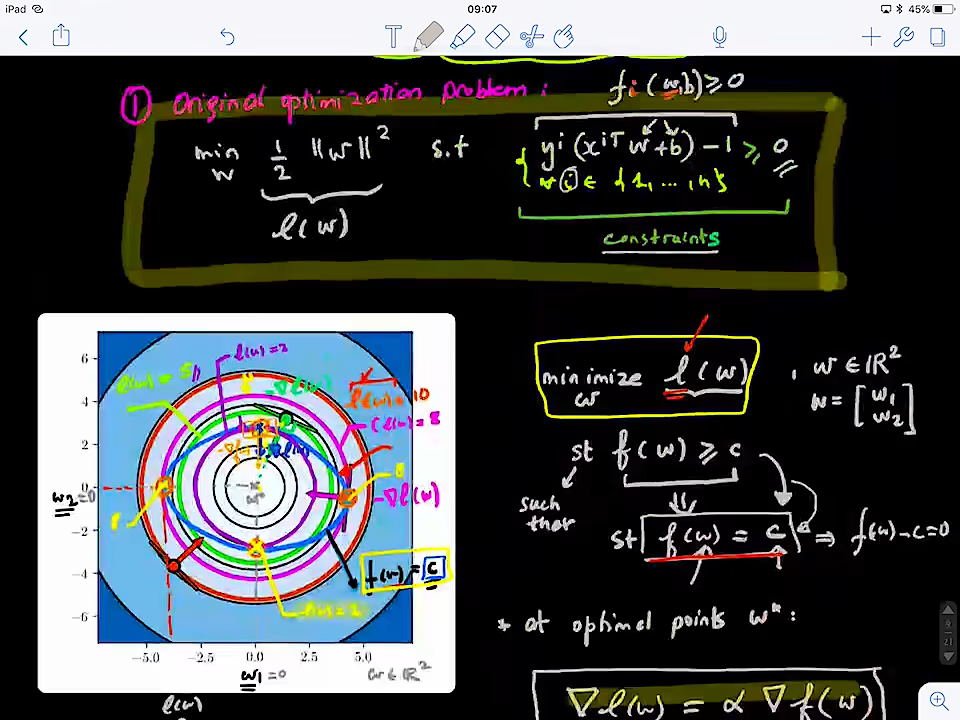 iPad 09:07 45%
① Original optimization problem : fi (w,b) ≥ 0
min w 1/2 ||w||² s.t yi (xiT w + b) - 1 ≥ 0
∀ i ∈ {1, ..., n}
l(w)
constraints
minimize w l(w) , w ∈ ℝ²
w = [w1 w2]
st f(w) ≥ c
such that
st f(w) = c ⇒ f(w) - c = 0
* at optimal points w* :
∇l(w) = α ∇f(w)
l(w) = 2
-∇l(w)
l(w) = 10
l(w) = 8
-∇l(w)
8
f(w) = c
w2 = 0
6
4
2
0
−2
−4
−6
−5.0 −2.5 0.0 2.5 5.0
w1 = 0 w ∈ ℝ²
l(w)
9
21